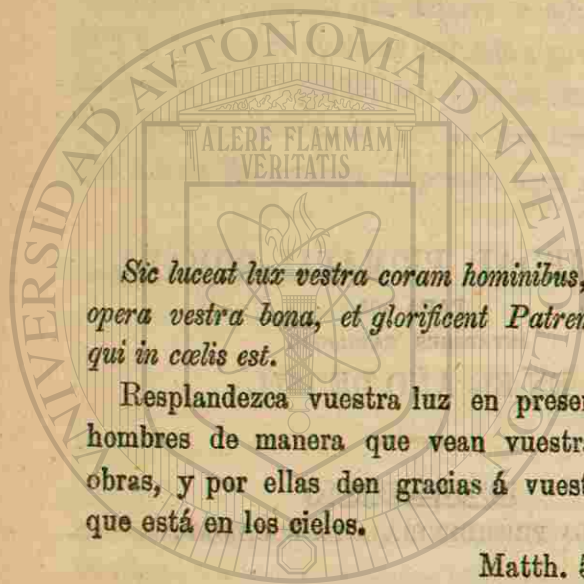 UNIVERSIDAD AUTONOMA DE NUEVO LEON
ALERE FLAMMAM
VERITATIS
Sic luceat lux vestra coram hominibus,
opera vestra bona, et glorificent Patrem
qui in cœlis est.
Resplandezca vuestra luz en presen
hombres de manera que vean vuestra
obras, y por ellas den gracias á vuest
que está en los cielos.
Matth. 5